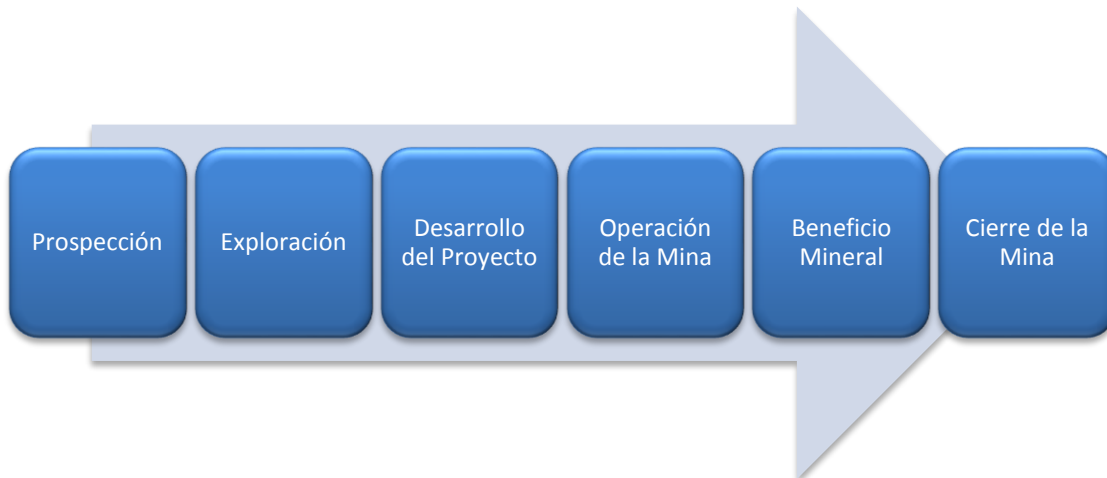 Prospección
Exploración
Desarrollo
del Proyecto
Operación
de la Mina
Beneficio
Mineral
Cierre de la
Mina